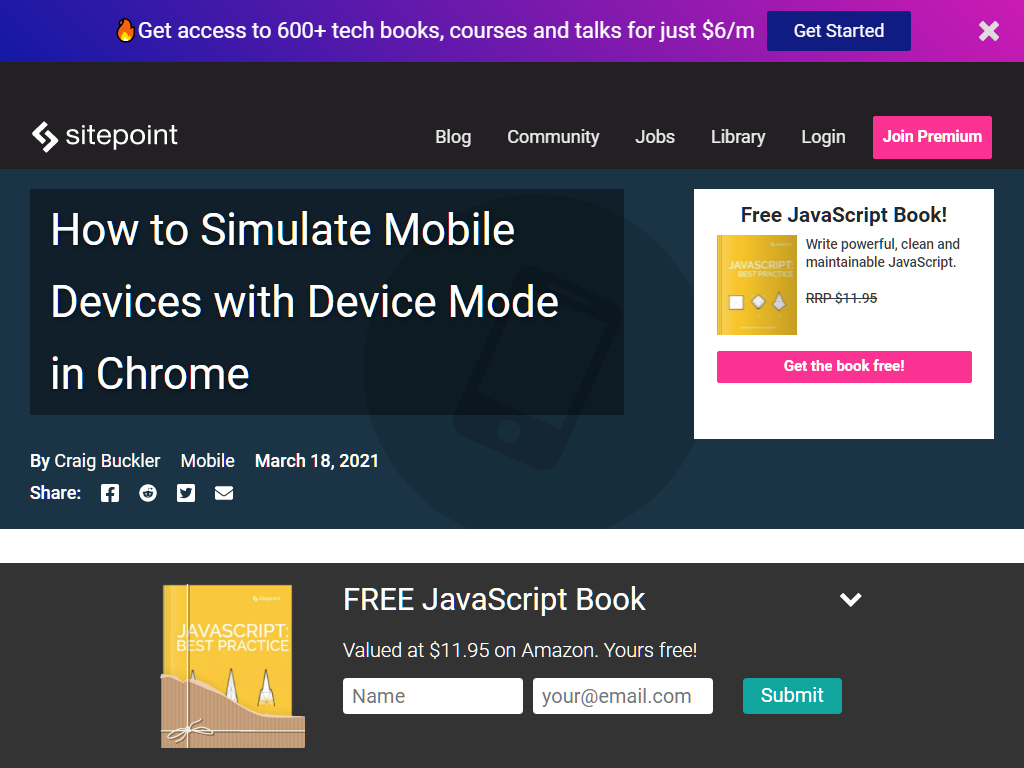 🔥Get access to 600+ tech books, courses and talks for just $6/m
Get Started
sitepoint
Blog
Community
Jobs
Library
Login
Join Premium
How to Simulate Mobile
Devices with Device Mode
in Chrome
By Craig Buckler
Mobile
March 18, 2021
Share:
Free JavaScript Book!
JAVASCRIPT:
BEST PRACTICE
Write powerful, clean and
maintainable JavaScript.
RRP $11.95
Get the book free!
sitepoint
JAVASCRIPT:
BEST PRACTICE
FREE JavaScript Book
Valued at $11.95 on Amazon. Yours free!
Name
your@email.com
Submit